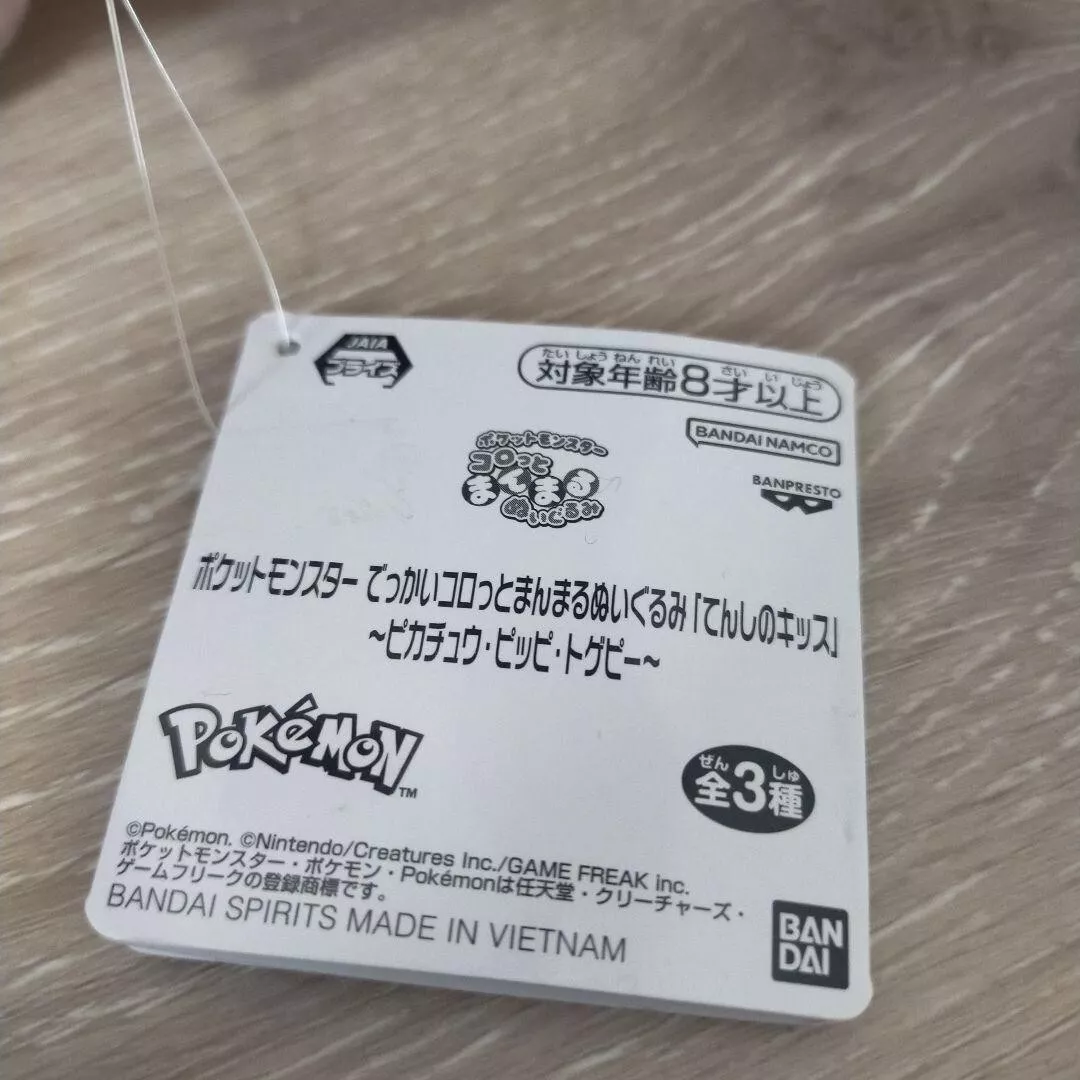 JAIA
プライズ
たいしょうねんれい さいいじょう
対象年齢8才以上
BANDAI NAMCO
BANPRESTO
ポケットモンスター
コロっと
まんまる
ぬいぐるみ
ポケットモンスター でっかいコロっとまんまるぬいぐるみ「てんしのキッス」
~ピカチュウ・ピッピ・トゲピー~
POKéMON™
ぜん しゅ
全3種
©Pokémon. ©Nintendo/Creatures Inc./GAME FREAK inc.
ポケットモンスター・ポケモン・Pokémonは任天堂・クリーチャーズ・
ゲームフリークの登録商標です。
BANDAI SPIRITS MADE IN VIETNAM
BAN
DAI